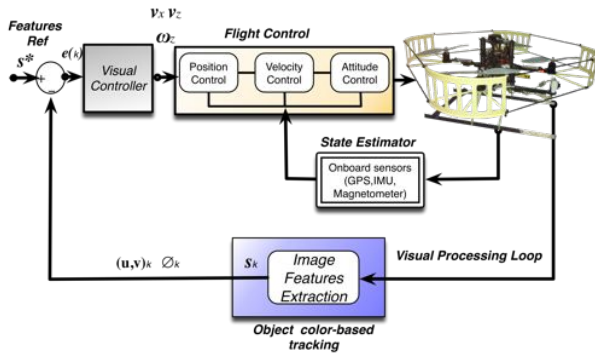 Features
Ref
s*
+
-
e(k)
Visual
Controller
vx vz
ωz
Flight Control
Position
Control
Velocity
Control
Attitude
Control
State Estimator
Onboard sensors
(GPS,IMU,
Magnetometer)
Visual Processing Loop
(u,v)k ∅k
sk
Image
Features
Extraction
Object color-based
tracking